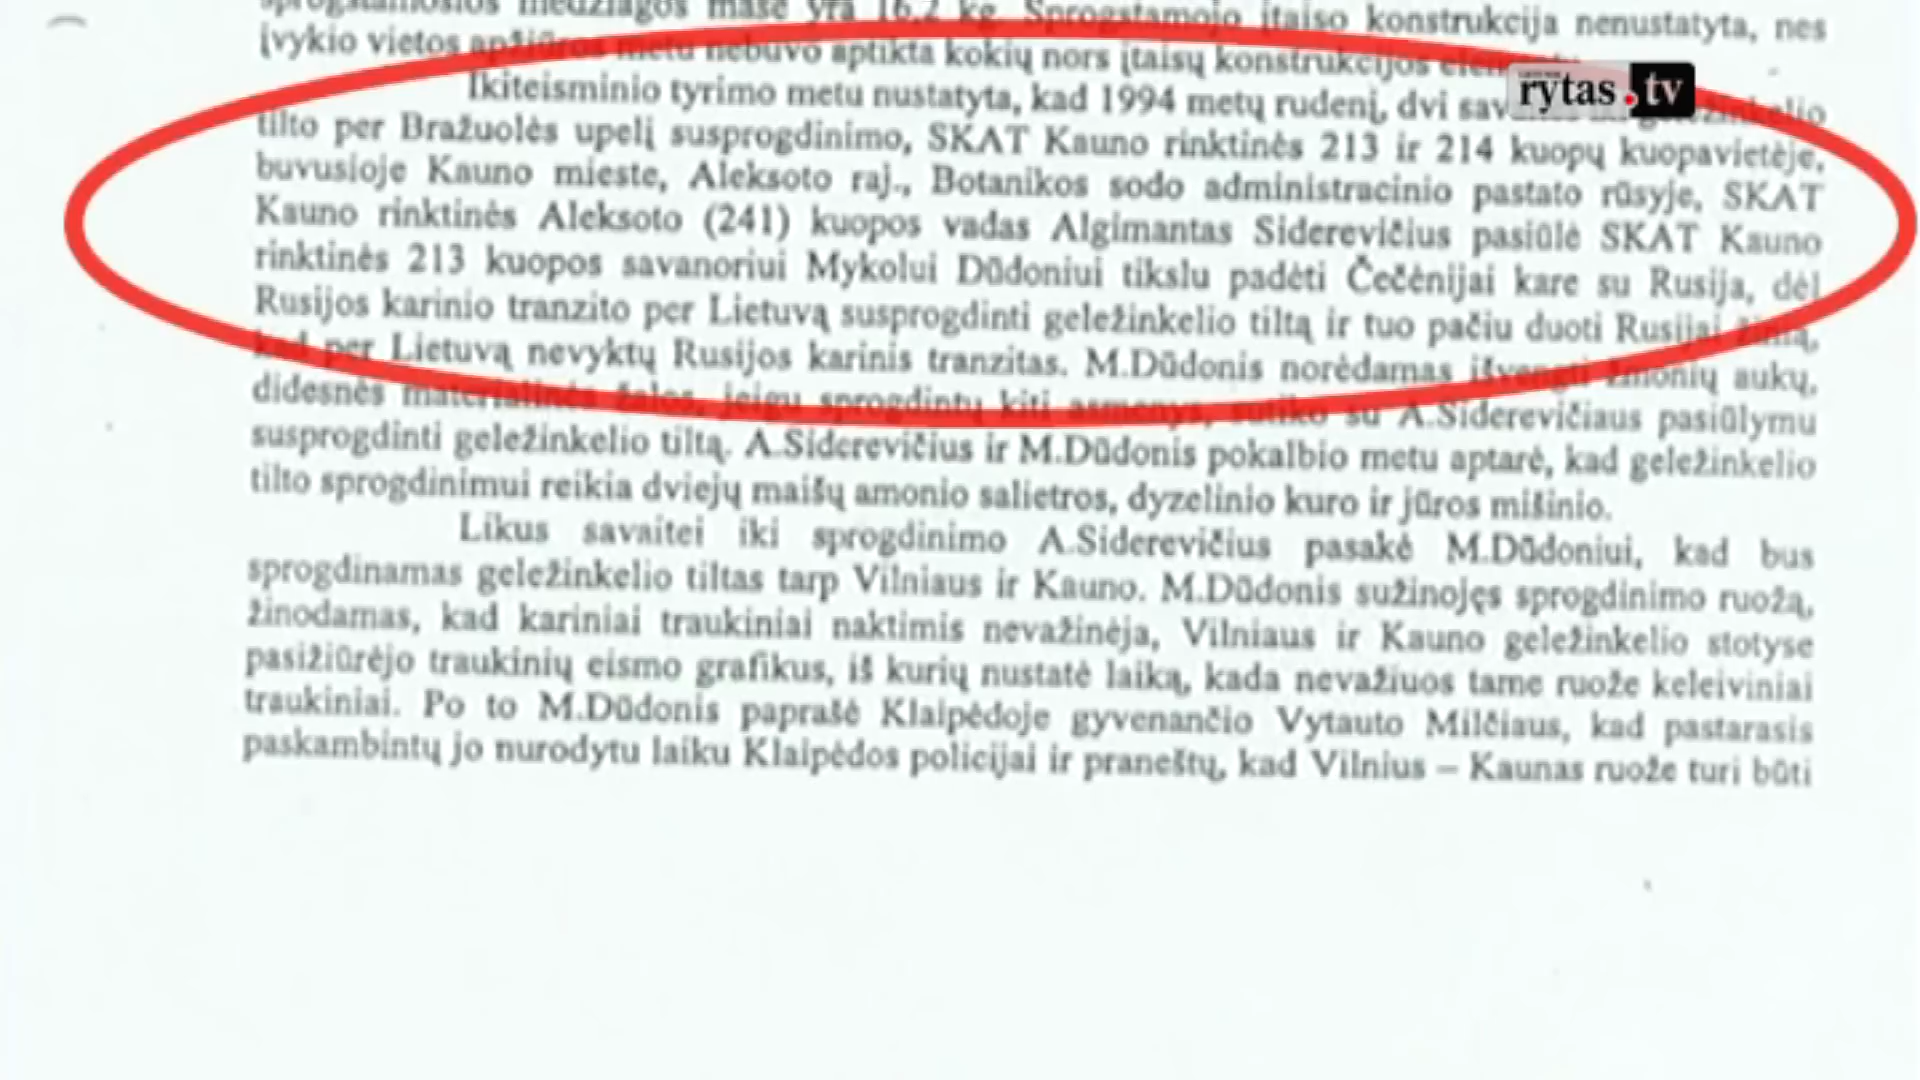 sprogstamosios medžiagos masė yra 16,2 kg. Sprogstamojo įtaiso konstrukcija nenustatyta, nes
įvykio vietos apžiūros metu nebuvo aptikta kokių nors įtaisų konstrukcijos
rytas.tv
Ikiteisminio tyrimo metu nustatyta, kad 1994 metų rudenį, dvi geležinkelio
tilto per Bražuolės upelį susprogdinimo, SKAT Kauno rinktinės 213 ir 214 kuopų kuopavietėje,
buvusioje Kauno mieste, Aleksoto raj., Botanikos sodo administracinio pastato rūsyje, SKAT
Kauno rinktinės Aleksoto (241) kuopos vadas Algimantas Siderevičius pasiūlė SKAT Kauno
rinktinės 213 kuopos savanoriui Mykolui Dūdoniui tikslu padėti Čečėnijai kare su Rusija, dėl
Rusijos karinio tranzito per Lietuvą susprogdinti geležinkelio tiltą ir tuo pačiu duoti Rusijai žinią,
kad per Lietuvą nevyktų Rusijos karinis tranzitas. M.Dūdonis norėdamas išvengti žmonių aukų,
didesnės materialinės žalos, jeigu sprogdintų kiti asmenys, sutiko su A.Siderevičiaus pasiūlymu
susprogdinti geležinkelio tiltą. A.Siderevičius ir M.Dūdonis pokalbio metu aptarė, kad geležinkelio
tilto sprogdinimui reikia dviejų maišų amonio salietros, dyzelinio kuro ir jūros mišinio.
Likus savaitei iki sprogdinimo A.Siderevičius pasakė M.Dūdoniui, kad bus
sprogdinamas geležinkelio tiltas tarp Vilniaus ir Kauno. M.Dūdonis sužinojęs sprogdinimo ruožą,
žinodamas, kad kariniai traukiniai naktimis nevažinėja, Vilniaus ir Kauno geležinkelio stotyse
pasižiūrėjo traukinių eismo grafikus, iš kurių nustatė laiką, kada nevažiuos tame ruože keleiviniai
traukiniai. Po to M.Dūdonis paprašė Klaipėdoje gyvenančio Vytauto Milčiaus, kad pastarasis
paskambintų jo nurodytu laiku Klaipėdos policijai ir praneštų, kad Vilnius – Kaunas ruože turi būti